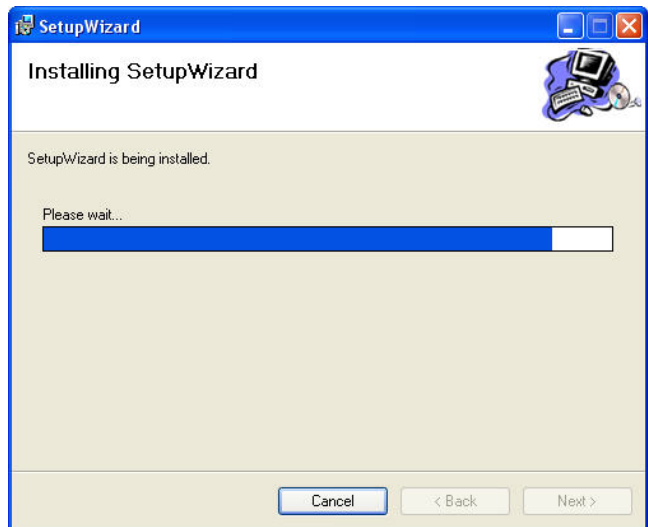 SetupWizard
Installing SetupWizard
SetupWizard is being installed.
Please wait...
Cancel
< Back
Next >